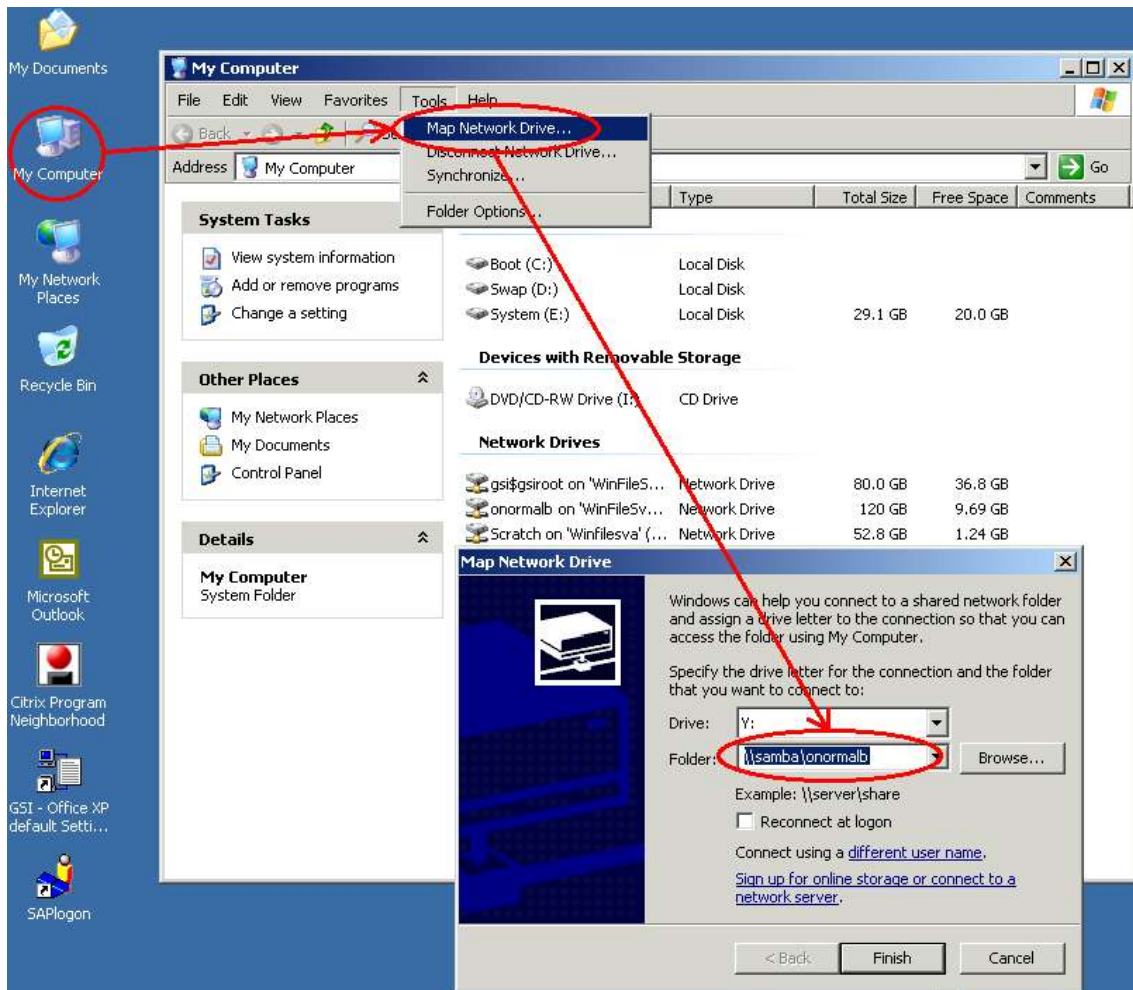 My Documents
My Computer
My Network
Places
Recycle Bin
Internet
Explorer
Microsoft
Outlook
Citrix Program
Neighborhood
GSI - Office XP
default Setti...
SAPlogon
My Computer
File Edit View Favorites Tools Help
Back
Map Network Drive...
Disconnect Network Drive...
Synchronize...
Folder Options...
Address My Computer Go
Type Total Size Free Space Comments
System Tasks
View system information
Add or remove programs
Change a setting
Other Places
My Network Places
My Documents
Control Panel
Details
My Computer
System Folder
Boot (C:) Local Disk
Swap (D:) Local Disk
System (E:) Local Disk 29.1 GB 20.0 GB
Devices with Removable Storage
DVD/CD-RW Drive (I:) CD Drive
Network Drives
gsi$gsiroot on 'WinFileS... Network Drive 80.0 GB 36.8 GB
onormalb on 'WinFileSv... Network Drive 120 GB 9.69 GB
Scratch on 'Winfilesva' (... Network Drive 52.8 GB 1.24 GB
Map Network Drive
Windows can help you connect to a shared network folder
and assign a drive letter to the connection so that you can
access the folder using My Computer.
Specify the drive letter for the connection and the folder
that you want to connect to:
Drive: Y:
Folder: \\samba\onormalb Browse...
Example: \\server\share
Reconnect at logon
Connect using a different user name.
Sign up for online storage or connect to a
network server.
< Back Finish Cancel